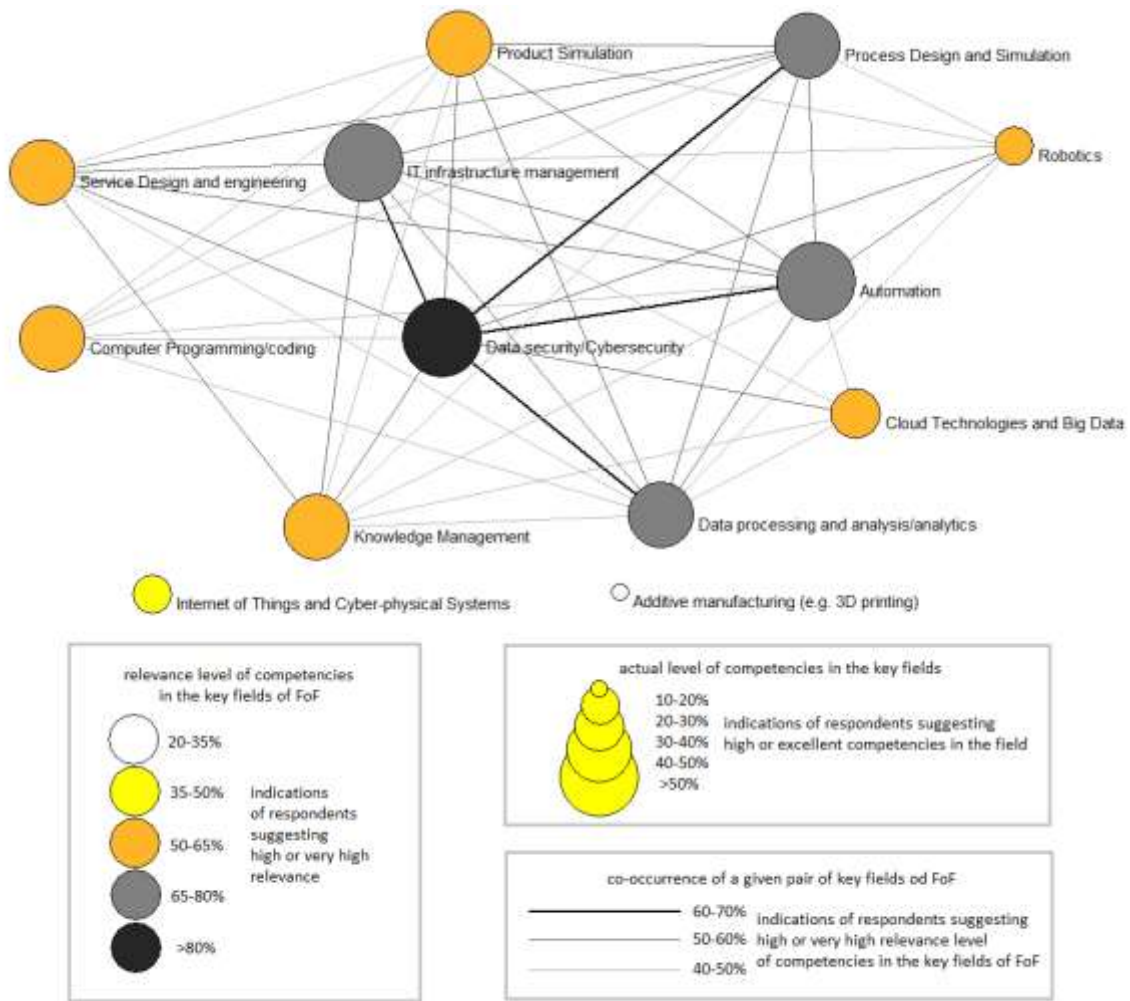 Product Simulation
Process Design and Simulation
Robotics
Service Design and engineering
IT infrastructure management
Automation
Computer Programming/coding
Data security/Cybersecurity
Cloud Technologies and Big Data
Knowledge Management
Data processing and analysis/analytics
Internet of Things and Cyber-physical Systems
Additive manufacturing (e.g. 3D printing)
relevance level of competencies
in the key fields of FoF
20-35%
35-50%
50-65%
65-80%
>80%
indications
of respondents
suggesting
high or very high
relevance
actual level of competencies in the key fields
10-20%
20-30%
30-40%
40-50%
>50%
indications of respondents suggesting
high or excellent competencies in the field
co-occurrence of a given pair of key fields od FoF
60-70%
50-60%
40-50%
indications of respondents suggesting
high or very high relevance level
of competencies in the key fields of FoF